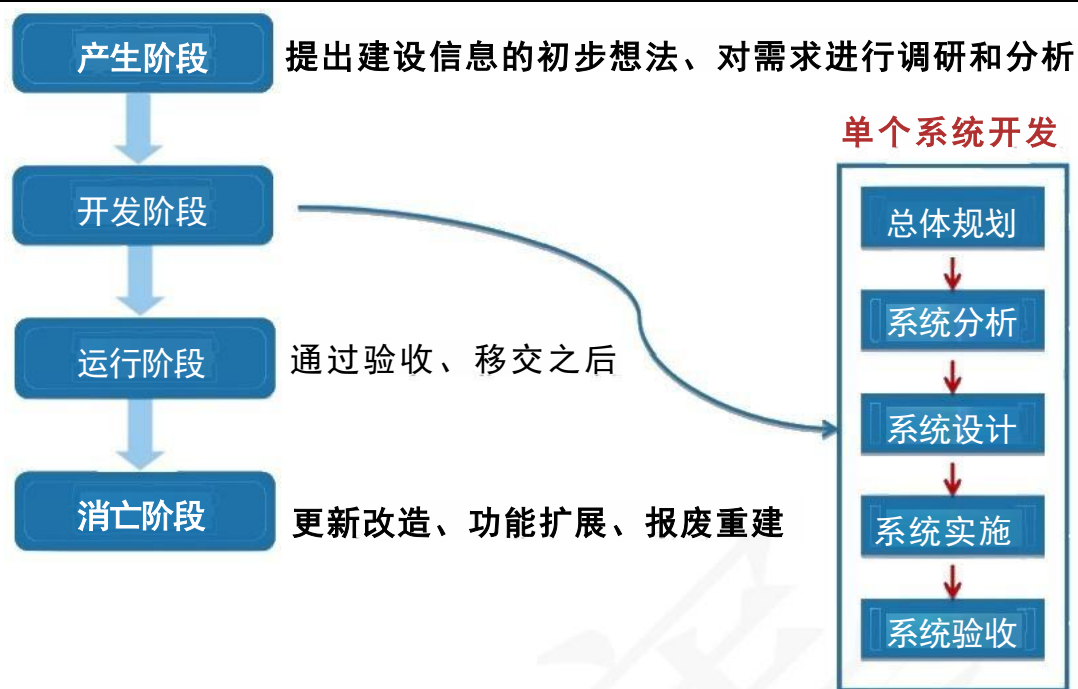 产生阶段
提出建设信息的初步想法、对需求进行调研和分析
开发阶段
运行阶段
通过验收、移交之后
消亡阶段
更新改造、功能扩展、报废重建
单个系统开发
总体规划
系统分析
系统设计
系统实施
系统验收